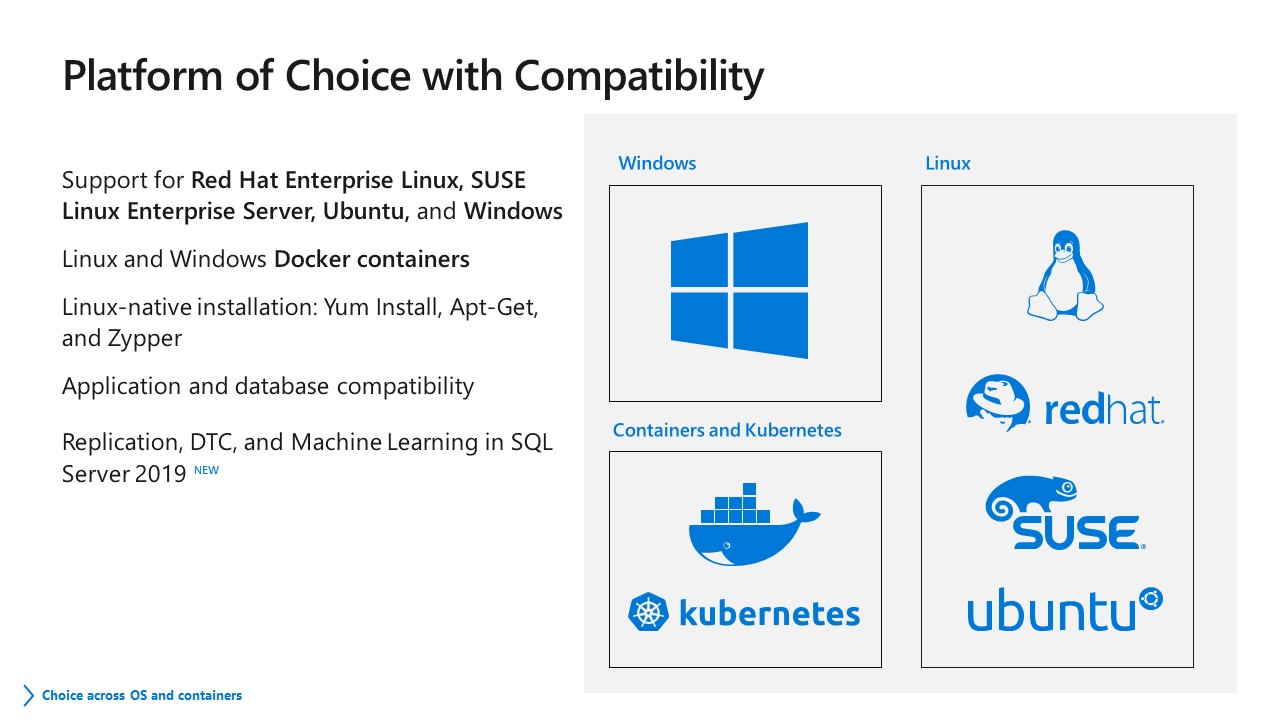 Platform of Choice with Compatibility
Support for Red Hat Enterprise Linux, SUSE
Linux Enterprise Server, Ubuntu, and Windows
Linux and Windows Docker containers
Linux-native installation: Yum Install, Apt-Get,
and Zypper
Application and database compatibility
Replication, DTC, and Machine Learning in SQL
Server 2019 NEW
Windows
Containers and Kubernetes
kubernetes
Linux
redhat.
SUSE®
ubuntu
Choice across OS and containers